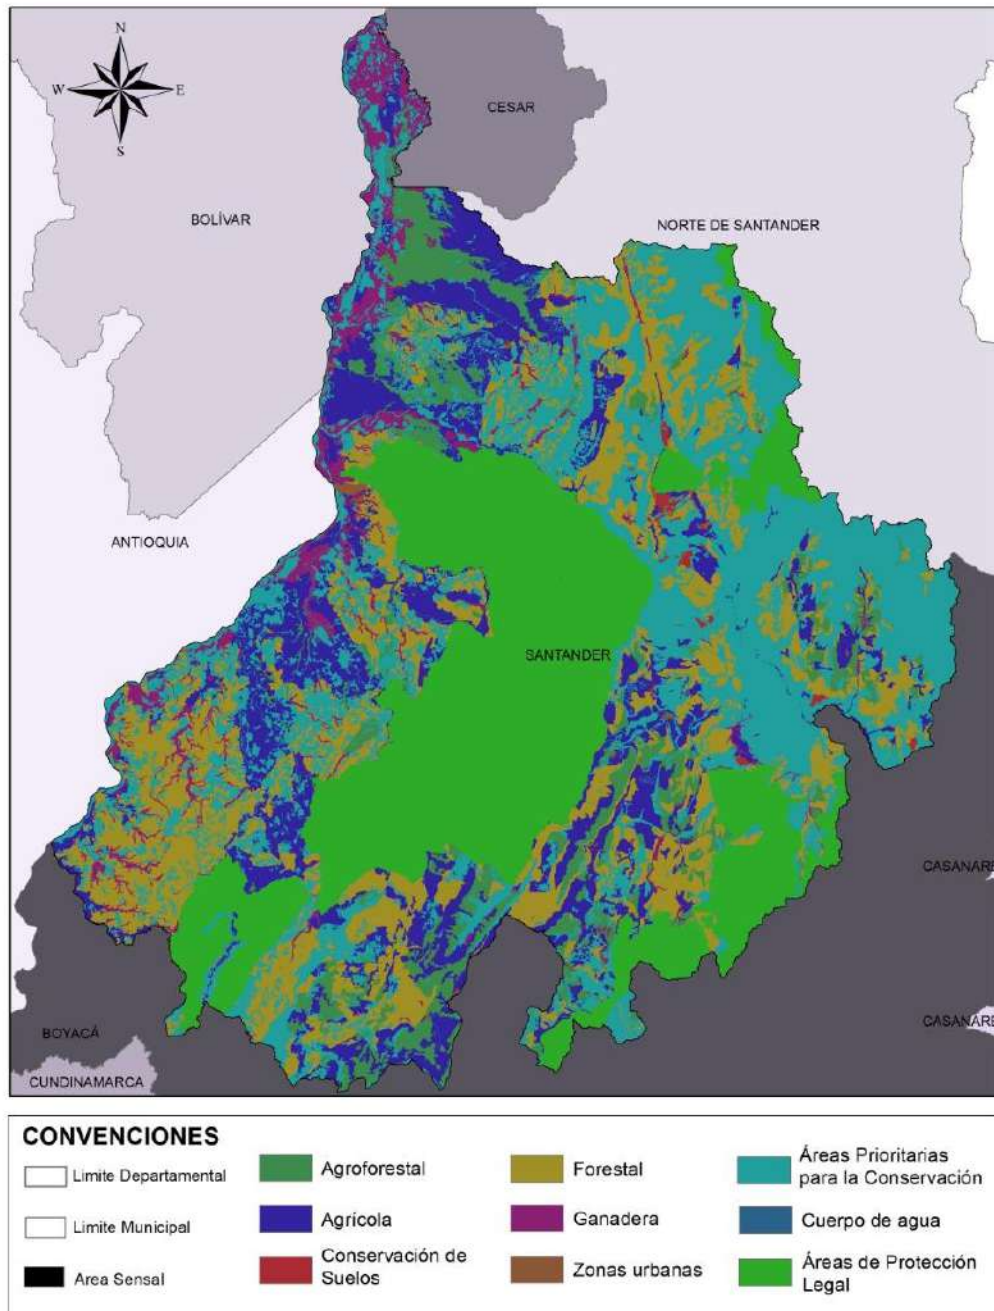 N
W E
S
CESAR
BOLÍVAR
NORTE DE SANTANDER
ANTIOQUIA
SANTANDER
CASANARE
BOYACÁ
CASANARE
CUNDINAMARCA
CONVENCIONES
Limite Departamental
Limite Municipal
Area Sensal
Agroforestal
Agrícola
Conservación de
Suelos
Forestal
Ganadera
Zonas urbanas
Áreas Prioritarias
para la Conservación
Cuerpo de agua
Áreas de Protección
Legal